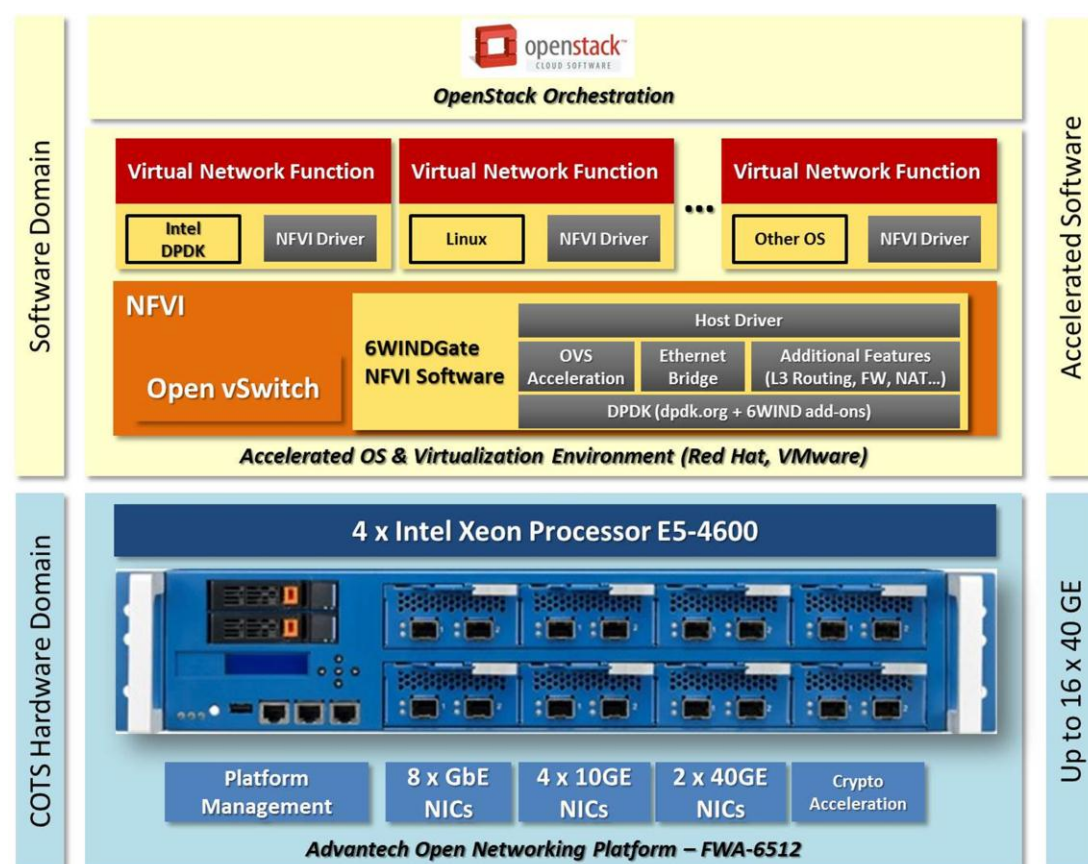 openstack™
CLOUD SOFTWARE
OpenStack Orchestration
Software Domain
Accelerated Software
Virtual Network Function
Intel
DPDK
NFVI Driver
Virtual Network Function
Linux
NFVI Driver
...
Virtual Network Function
Other OS
NFVI Driver
NFVI
Open vSwitch
6WINDGate
NFVI Software
Host Driver
OVS
Acceleration
Ethernet
Bridge
Additional Features
(L3 Routing, FW, NAT...)
DPDK (dpdk.org + 6WIND add-ons)
Accelerated OS & Virtualization Environment (Red Hat, VMware)
COTS Hardware Domain
Up to 16 x 40 GE
4 x Intel Xeon Processor E5-4600
Platform
Management
8 x GbE
NICs
4 x 10GE
NICs
2 x 40GE
NICs
Crypto
Acceleration
Advantech Open Networking Platform – FWA-6512